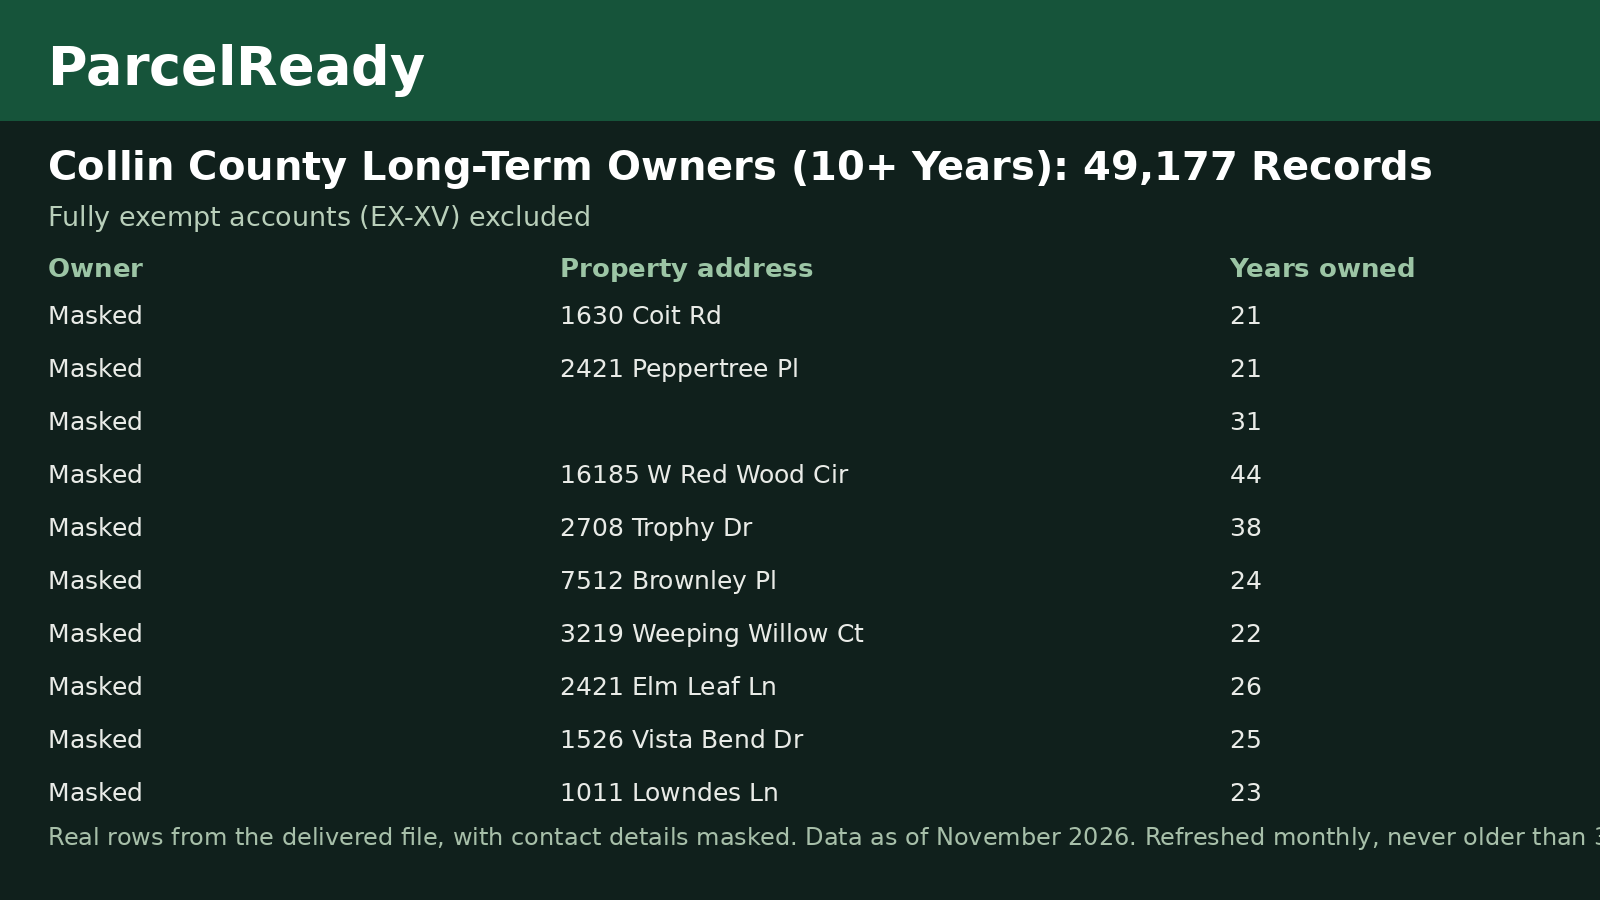 ParcelReady
Collin County Long-Term Owners (10+ Years): 49,177 Records
Fully exempt accounts (EX-XV) excluded
Owner Property address Years owned
Masked 1630 Coit Rd 21
Masked 2421 Peppertree Pl 21
Masked 31
Masked 16185 W Red Wood Cir 44
Masked 2708 Trophy Dr 38
Masked 7512 Brownley Pl 24
Masked 3219 Weeping Willow Ct 22
Masked 2421 Elm Leaf Ln 26
Masked 1526 Vista Bend Dr 25
Masked 1011 Lowndes Ln 23
Real rows from the delivered file, with contact details masked. Data as of November 2026. Refreshed monthly, never older than